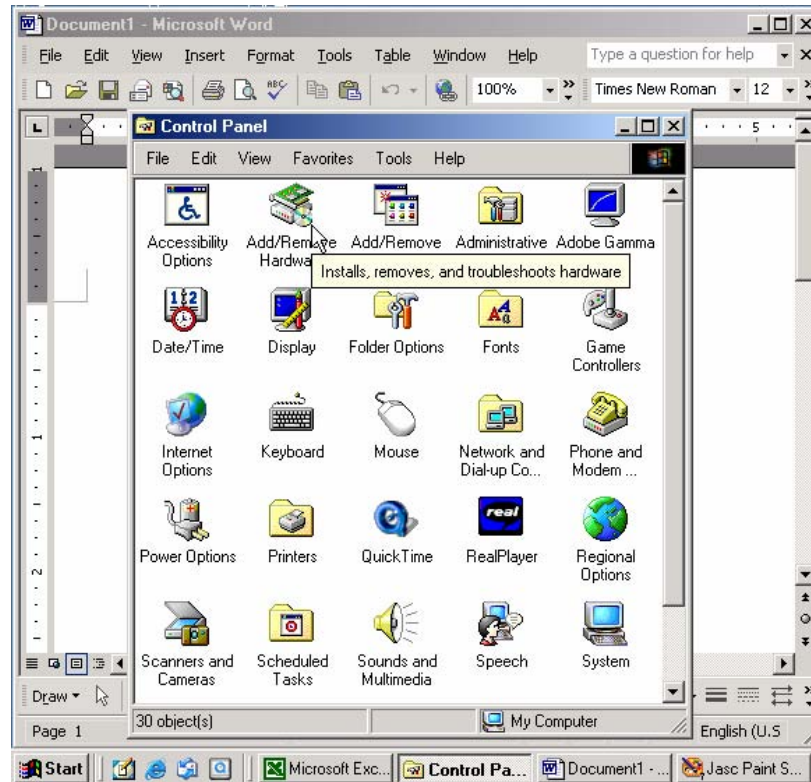 Document1 - Microsoft Word
File Edit View Insert Format Tools Table Window Help Type a question for help
ABC 100% Times New Roman 12
5
Control Panel
File Edit View Favorites Tools Help
Accessibility Options
Add/Remove Hardwa
Add/Remove
Administrative
Adobe Gamma
Installs, removes, and troubleshoots hardware
Date/Time
Display
Folder Options
Fonts
Game Controllers
Internet Options
Keyboard
Mouse
Network and Dial-up Co...
Phone and Modem ...
Power Options
Printers
QuickTime
real
RealPlayer
Regional Options
Scanners and Cameras
Scheduled Tasks
Sounds and Multimedia
Speech
System
30 object(s) My Computer
1
2
Draw
Page 1 English (U.S
Start Microsoft Exc... Control Pa... Document1 - ... Jasc Paint S...